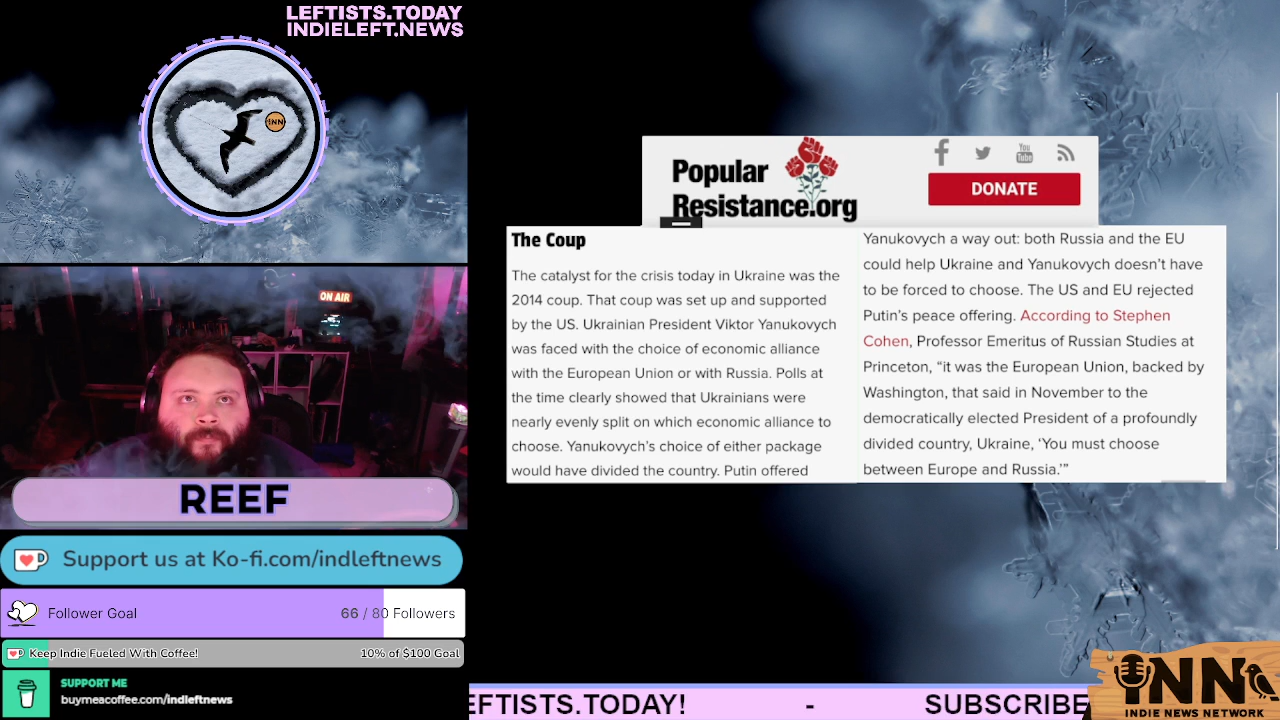 LEFTISTS.TODAY
INDIELEFT.NEWS
INN
ON AIR
REEF
Support us at Ko-fi.com/indleftnews
Follower Goal
66 / 80 Followers
Keep Indie Fueled With Coffee!
10% of $100 Goal
SUPPORT ME
buymeacoffee.com/indleftnews
Popular
Resistance.org
You
Tube
DONATE
The Coup
The catalyst for the crisis today in Ukraine was the
2014 coup. That coup was set up and supported
by the US. Ukrainian President Viktor Yanukovych
was faced with the choice of economic alliance
with the European Union or with Russia. Polls at
the time clearly showed that Ukrainians were
nearly evenly split on which economic alliance to
choose. Yanukovych’s choice of either package
would have divided the country. Putin offered
Yanukovych a way out: both Russia and the EU
could help Ukraine and Yanukovych doesn’t have
to be forced to choose. The US and EU rejected
Putin’s peace offering. According to Stephen
Cohen, Professor Emeritus of Russian Studies at
Princeton, “it was the European Union, backed by
Washington, that said in November to the
democratically elected President of a profoundly
divided country, Ukraine, ‘You must choose
between Europe and Russia.’”
EFTISTS.TODAY! - SUBSCRIBE
INN
INDIE NEWS NETWORK